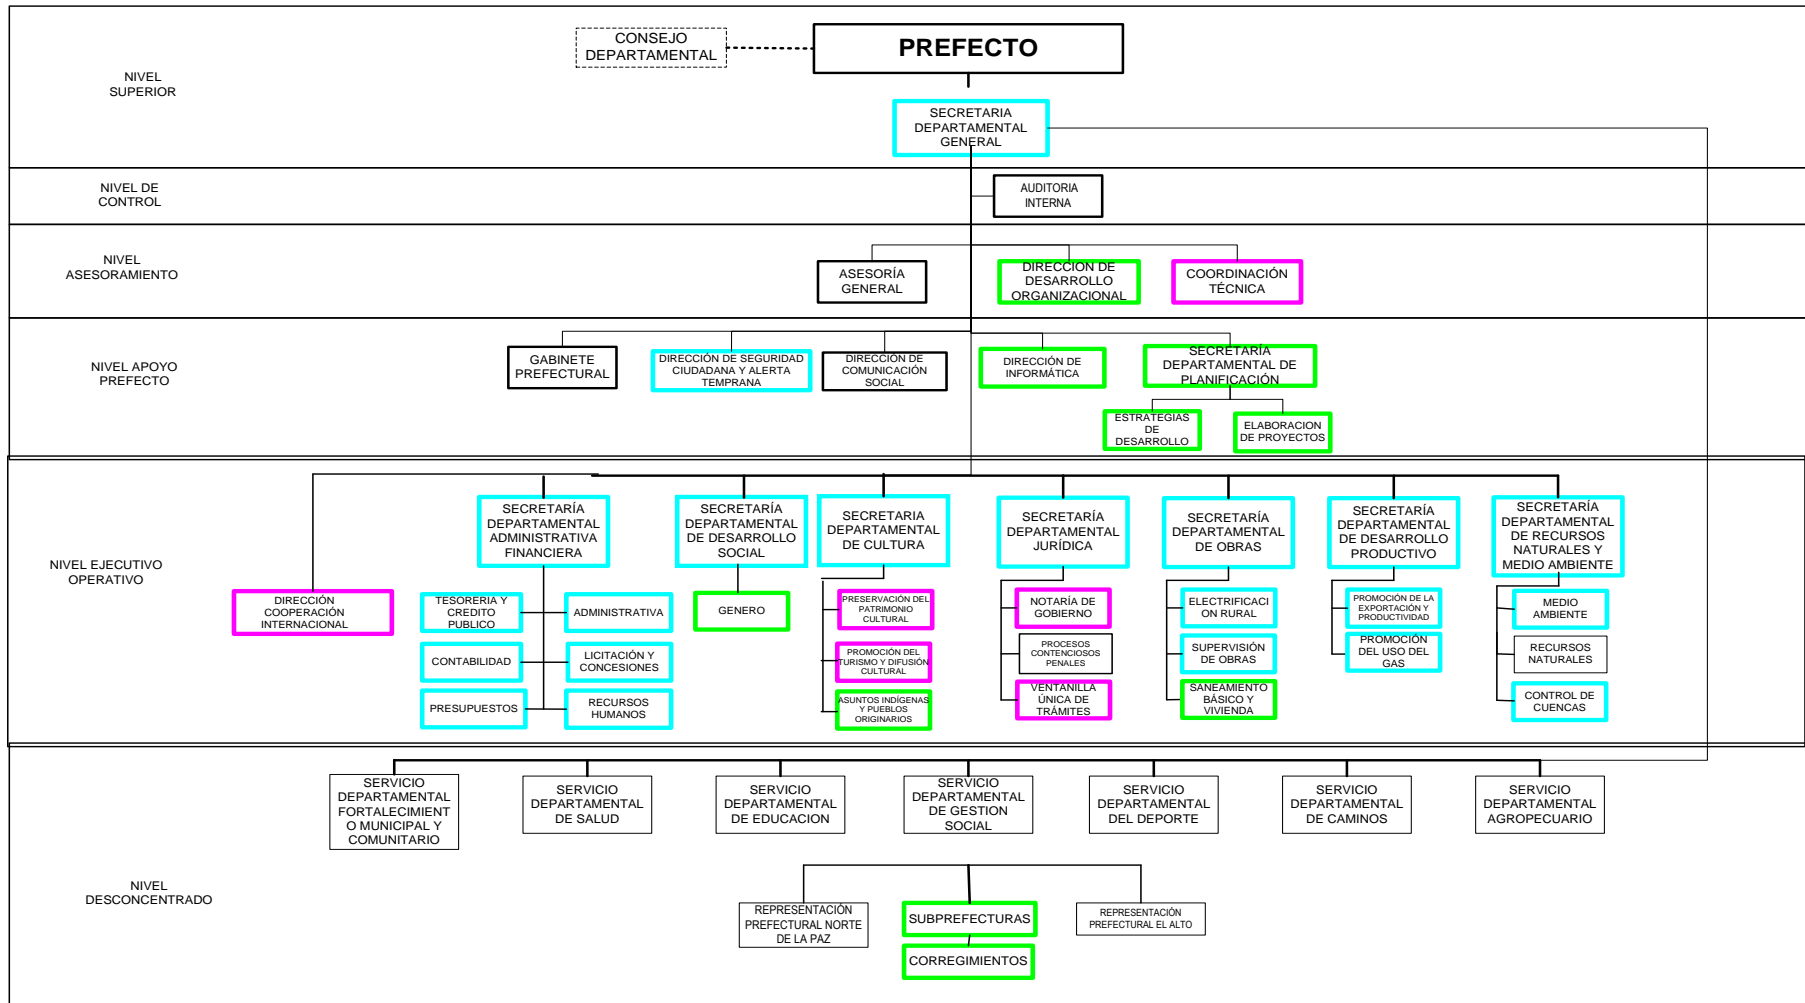 CONSEJO
DEPARTAMENTAL
PREFECTO
NIVEL
SUPERIOR
SECRETARIA
DEPARTAMENTAL
GENERAL
NIVEL DE
CONTROL
AUDITORIA
INTERNA
NIVEL
ASESORAMIENTO
ASESORÍA
GENERAL
DIRECCION DE
DESARROLLO
ORGANIZACIONAL
COORDINACIÓN
TÉCNICA
NIVEL APOYO
PREFECTO
GABINETE
PREFECTURAL
DIRECCIÓN DE SEGURIDAD
CIUDADANA Y ALERTA
TEMPRANA
DIRECCIÓN DE
COMUNICACIÓN
SOCIAL
DIRECCIÓN DE
INFORMÁTICA
SECRETARÍA
DEPARTAMENTAL DE
PLANIFICACIÓN
ESTRATEGIAS
DE
DESARROLLO
ELABORACION
DE PROYECTOS
NIVEL EJECUTIVO
OPERATIVO
SECRETARÍA
DEPARTAMENTAL
ADMINISTRATIVA
FINANCIERA
SECRETARÍA
DEPARTAMENTAL
DE DESARROLLO
SOCIAL
SECRETARIA
DEPARTAMENTAL
DE CULTURA
SECRETARÍA
DEPARTAMENTAL
JURÍDICA
SECRETARÍA
DEPARTAMENTAL
DE OBRAS
SECRETARÍA
DEPARTAMENTAL
DE DESARROLLO
PRODUCTIVO
SECRETARÍA
DEPARTAMENTAL
DE RECURSOS
NATURALES Y
MEDIO AMBIENTE
DIRECCIÓN
COOPERACIÓN
INTERNACIONAL
TESORERIA Y
CREDITO
PUBLICO
ADMINISTRATIVA
CONTABILIDAD
LICITACIÓN Y
CONCESIONES
PRESUPUESTOS
RECURSOS
HUMANOS
GENERO
PRESERVACIÓN DEL
PATRIMONIO
CULTURAL
PROMOCIÓN DEL
TURISMO Y DIFUSIÓN
CULTURAL
ASUNTOS INDÍGENAS
Y PUEBLOS
ORIGINARIOS
NOTARÍA DE
GOBIERNO
PROCESOS
CONTENCIOSOS
PENALES
VENTANILLA
ÚNICA DE
TRÁMITES
ELECTRIFICACI
ON RURAL
SUPERVISIÓN
DE OBRAS
SANEAMIENTO
BÁSICO Y
VIVIENDA
PROMOCIÓN DE LA
EXPORTACIÓN Y
PRODUCTIVIDAD
PROMOCIÓN
DEL USO DEL
GAS
MEDIO
AMBIENTE
RECURSOS
NATURALES
CONTROL DE
CUENCAS
SERVICIO
DEPARTAMENTAL
FORTALECIMIENT
O MUNICIPAL Y
COMUNITARIO
SERVICIO
DEPARTAMENTAL
DE SALUD
SERVICIO
DEPARTAMENTAL
DE EDUCACION
SERVICIO
DEPARTAMENTAL
DE GESTION
SOCIAL
SERVICIO
DEPARTAMENTAL
DEL DEPORTE
SERVICIO
DEPARTAMENTAL
DE CAMINOS
SERVICIO
DEPARTAMENTAL
AGROPECUARIO
NIVEL
DESCONCENTRADO
REPRESENTACIÓN
PREFECTURAL NORTE
DE LA PAZ
SUBPREFECTURAS
REPRESENTACIÓN
PREFECTURAL EL ALTO
CORREGIMIENTOS